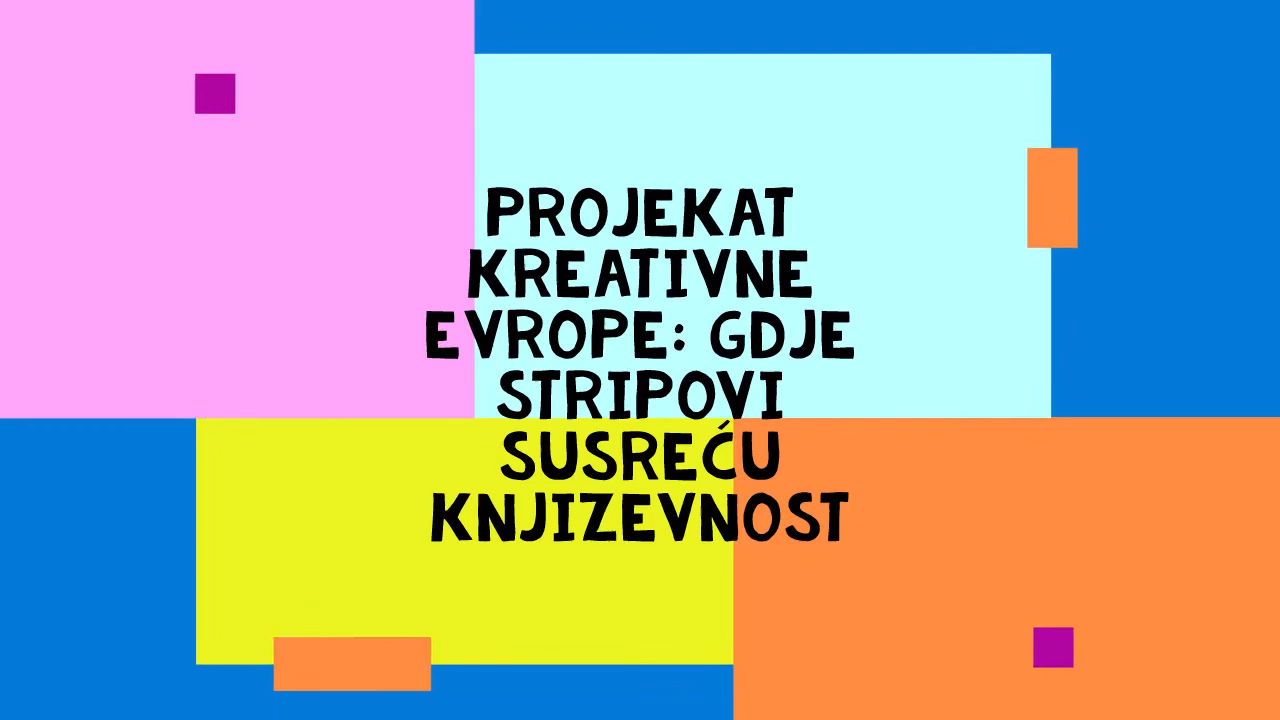 PROJEKAT
KREATIVNE
EVROPE: GDJE
STRIPOVI
SUSREĆU
KNJIZEVNOST